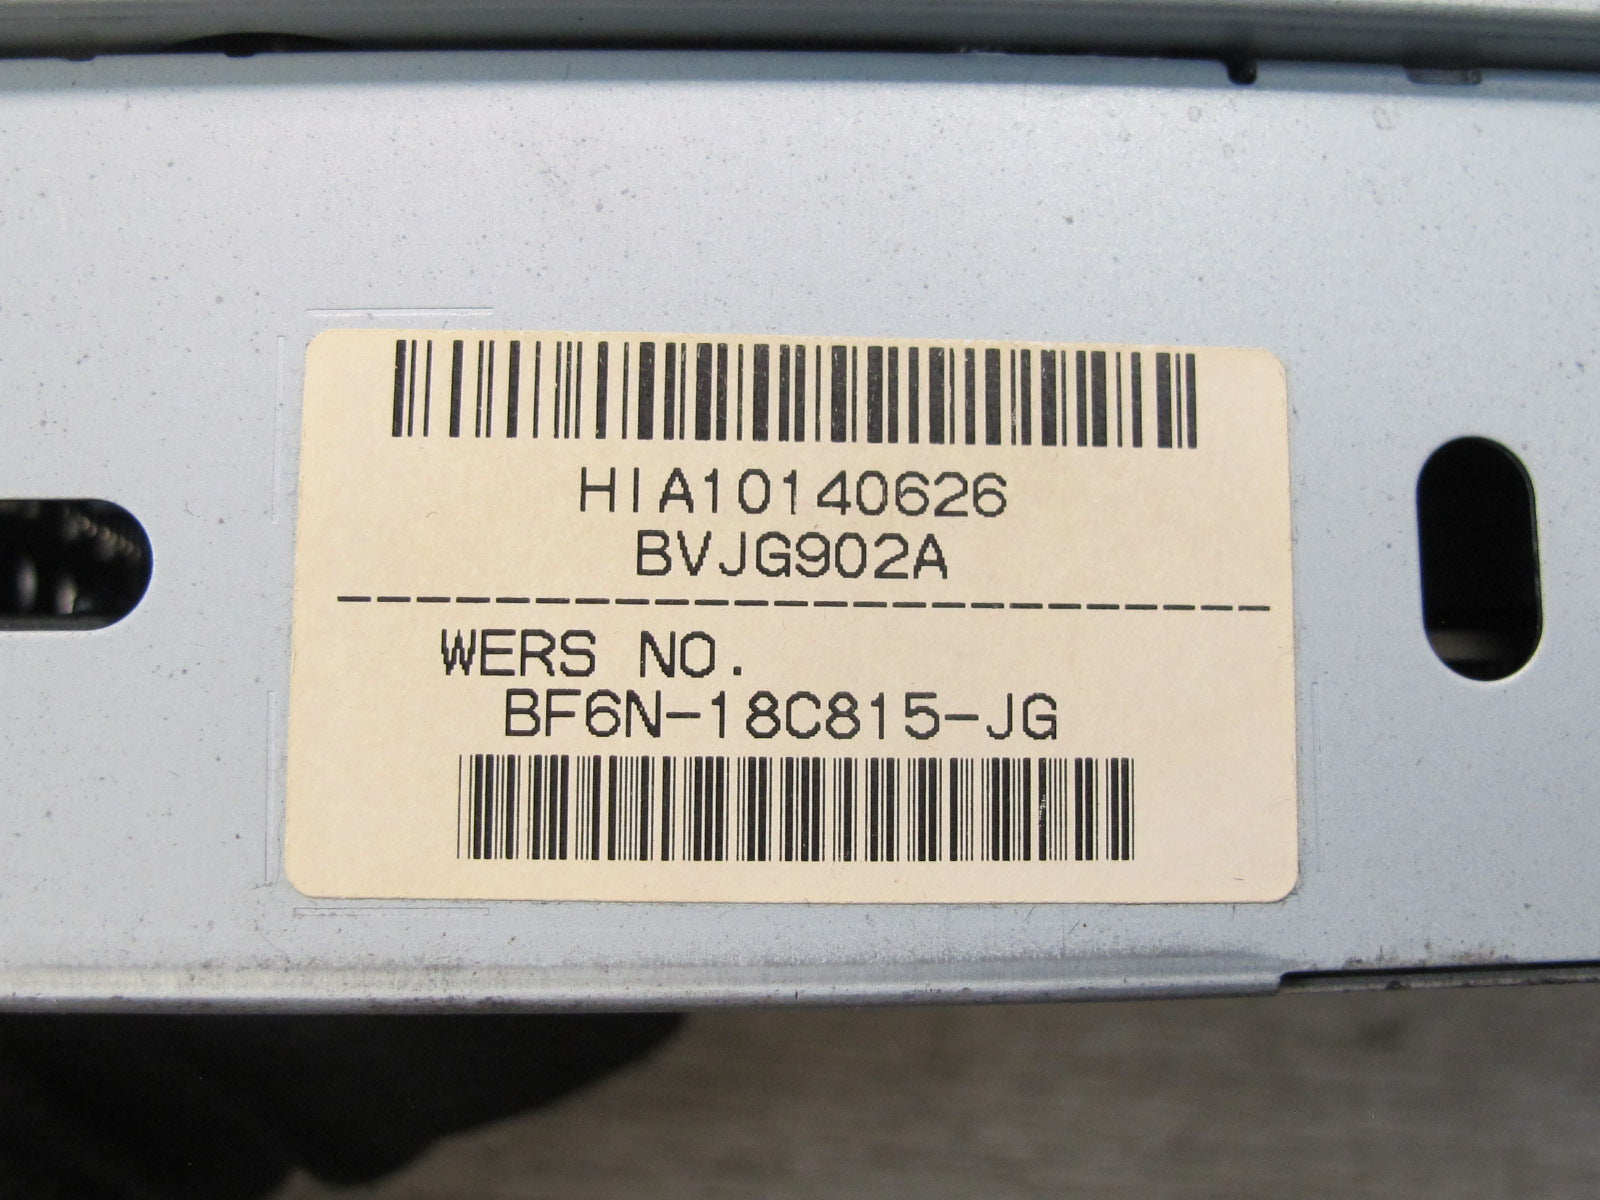 HIA10140626
BVJG902A
WERS NO.
BF6N-18C815-JG